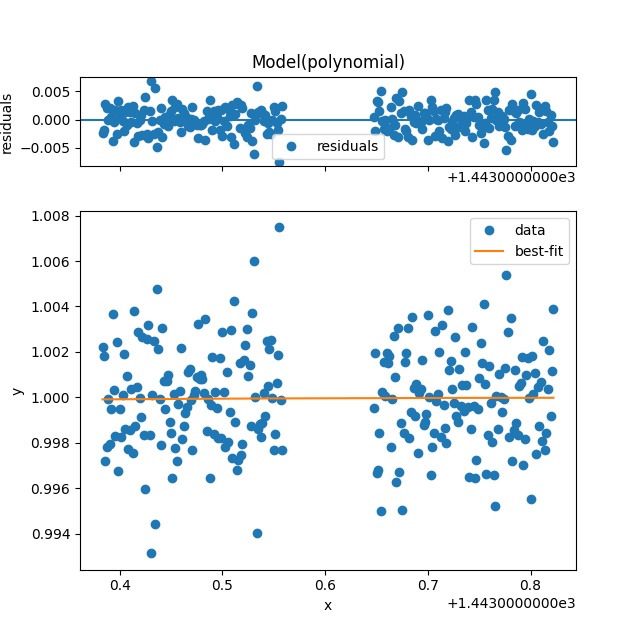 Model(polynomial)
residuals
0.005
0.000
−0.005
residuals
+1.4430000000e3
y
1.008
1.006
1.004
1.002
1.000
0.998
0.996
0.994
data
best-fit
0.4 0.5 0.6 0.7 0.8
x
+1.4430000000e3